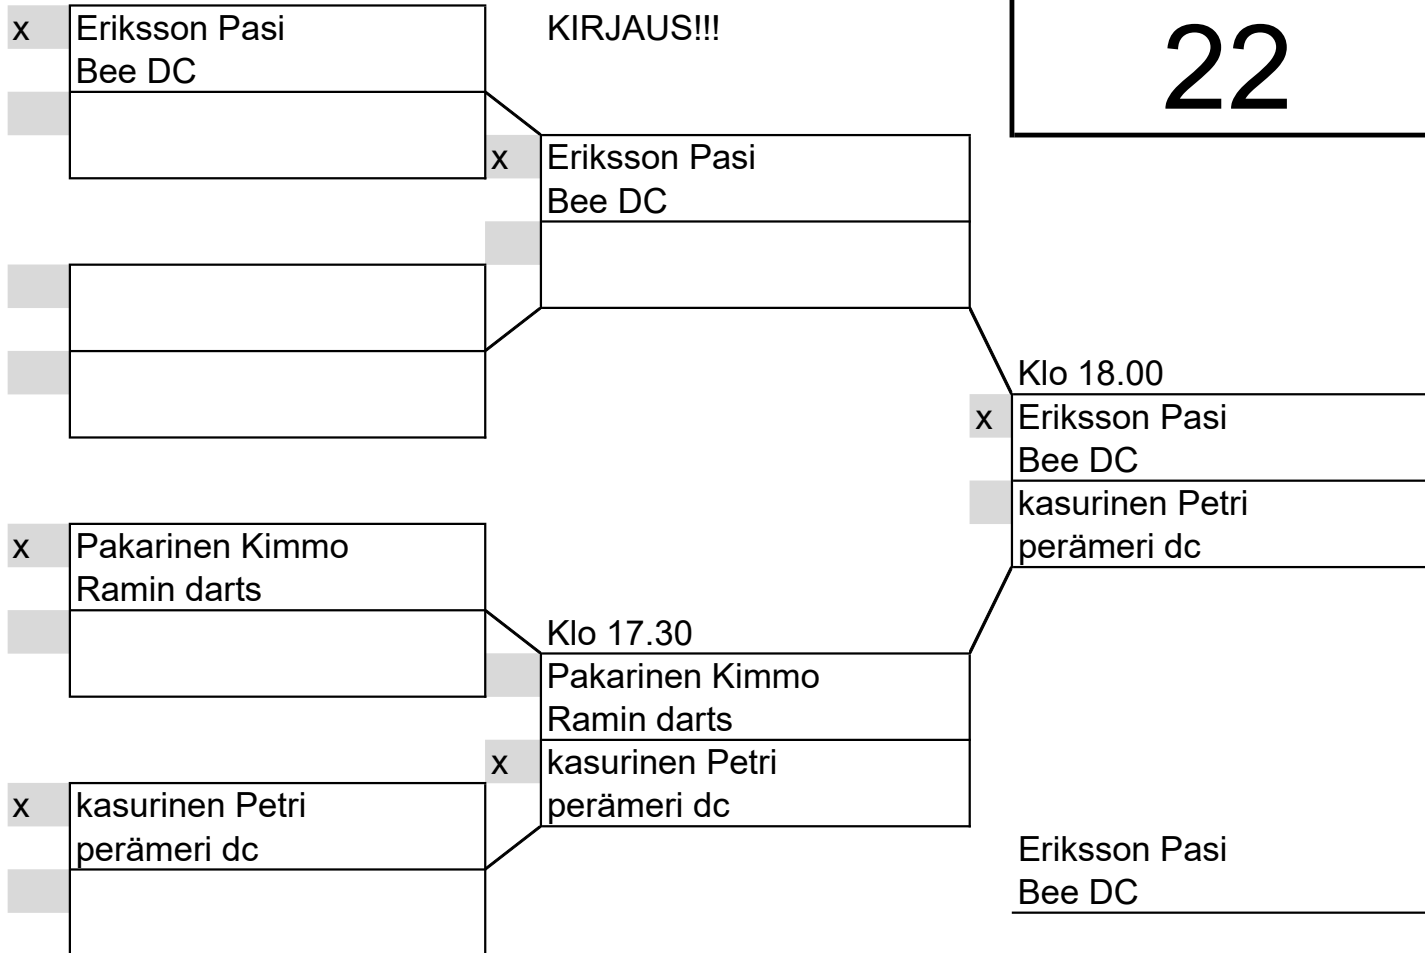 x Eriksson Pasi
Bee DC
KIRJAUS!!!
22
x Eriksson Pasi
Bee DC
Klo 18.00
x Eriksson Pasi
Bee DC
kasurinen Petri
perämeri dc
x Pakarinen Kimmo
Ramin darts
Klo 17.30
Pakarinen Kimmo
Ramin darts
x kasurinen Petri
perämeri dc
x kasurinen Petri
perämeri dc
Eriksson Pasi
Bee DC